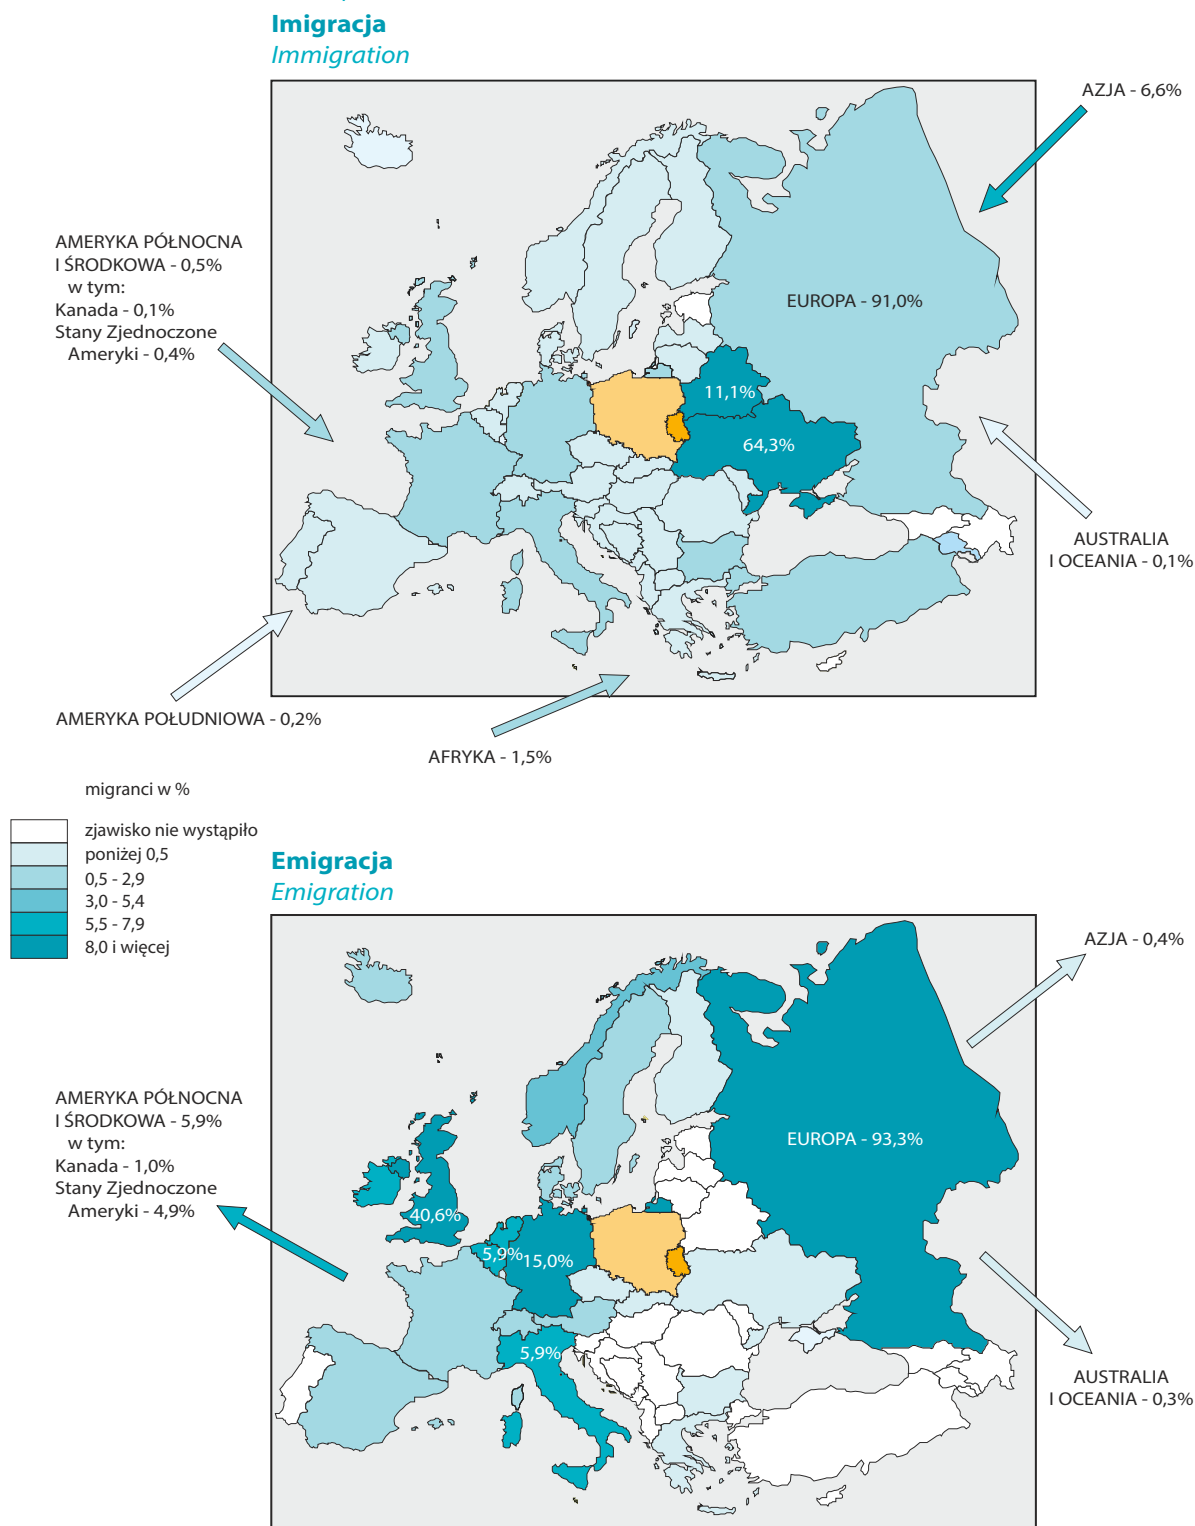 Imigracja
Immigration
AZJA - 6,6%
AMERYKA PÓŁNOCNA
I ŚRODKOWA - 0,5%
w tym:
Kanada - 0,1%
Stany Zjednoczone
Ameryki - 0,4%
EUROPA - 91,0%
11,1%
64,3%
AUSTRALIA
I OCEANIA - 0,1%
AMERYKA POŁUDNIOWA - 0,2%
AFRYKA - 1,5%
migranci w %
zjawisko nie wystąpiło
poniżej 0,5
0,5 - 2,9
3,0 - 5,4
5,5 - 7,9
8,0 i więcej
Emigracja
Emigration
AZJA - 0,4%
AMERYKA PÓŁNOCNA
I ŚRODKOWA - 5,9%
w tym:
Kanada - 1,0%
Stany Zjednoczone
Ameryki - 4,9%
EUROPA - 93,3%
40,6%
5,9%
15,0%
5,9%
AUSTRALIA
I OCEANIA - 0,3%